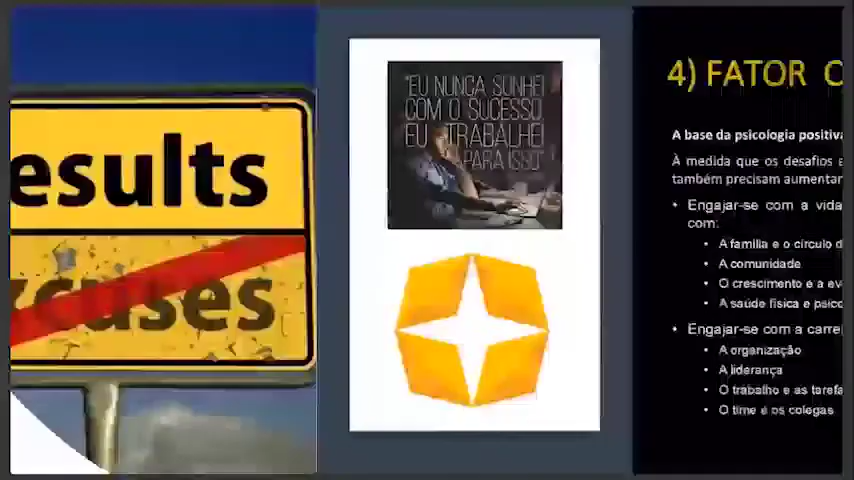 esults
cuses
"EU NUNCA SONHEI
COM O SUCESSO,
EU TRABALHEI
PARA ISSO"
4) FATOR C
A base da psicologia positiva
À medida que os desafios
também precisam aumentar
• Engajar-se com a vida
com:
• A família e o círculo d
• A comunidade
• O crescimento e a ev
• A saúde física e psico
• Engajar-se com a carrei
• A organização
• A liderança
• O trabalho e as tarefa
• O time e os colegas